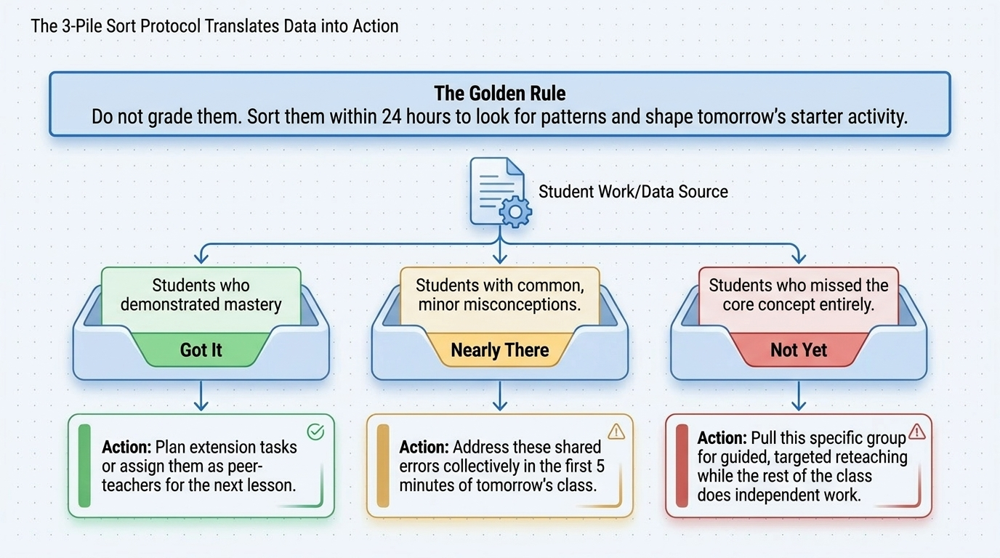 The 3-Pile Sort Protocol Translates Data into Action
The Golden Rule
Do not grade them. Sort them within 24 hours to look for patterns and shape tomorrow’s starter activity.
Student Work/Data Source
Students who
demonstrated mastery
Got It
Students with common,
minor misconceptions.
Nearly There
Students who missed the
core concept entirely.
Not Yet
Action: Plan extension tasks
or assign them as peer-
teachers for the next lesson.
Action: Address these shared
errors collectively in the first 5
minutes of tomorrow’s class.
Action: Pull this specific group
for guided, targeted reteaching
while the rest of the class
does independent work.